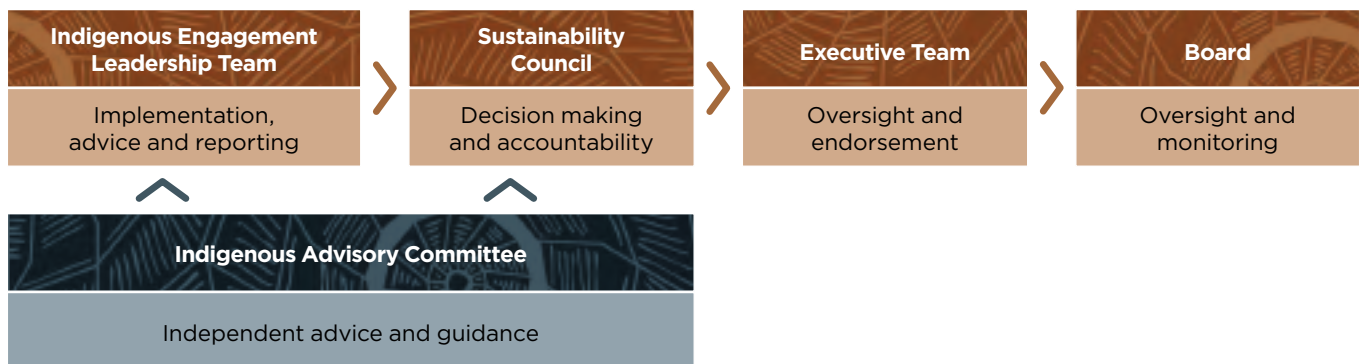 Indigenous Engagement
Leadership Team
Implementation,
advice and reporting
Sustainability
Council
Decision making
and accountability
Executive Team
Oversight and
endorsement
Board
Oversight and
monitoring
Indigenous Advisory Committee
Independent advice and guidance